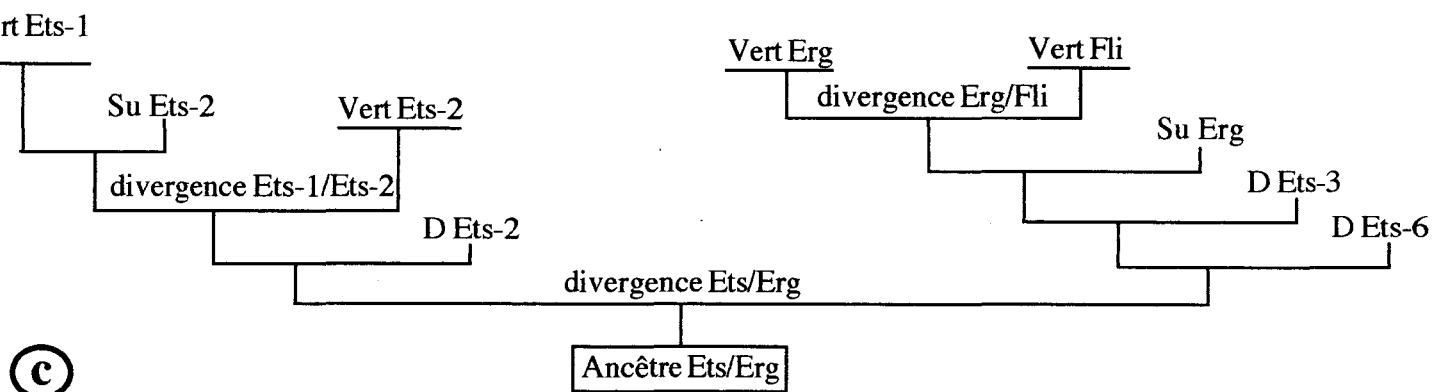 rt Ets-1
Vert Erg
Vert Fli
Su Ets-2
Vert Ets-2
divergence Erg/Fli
Su Erg
divergence Ets-1/Ets-2
D Ets-3
D Ets-2
D Ets-6
divergence Ets/Erg
Ancêtre Ets/Erg
c